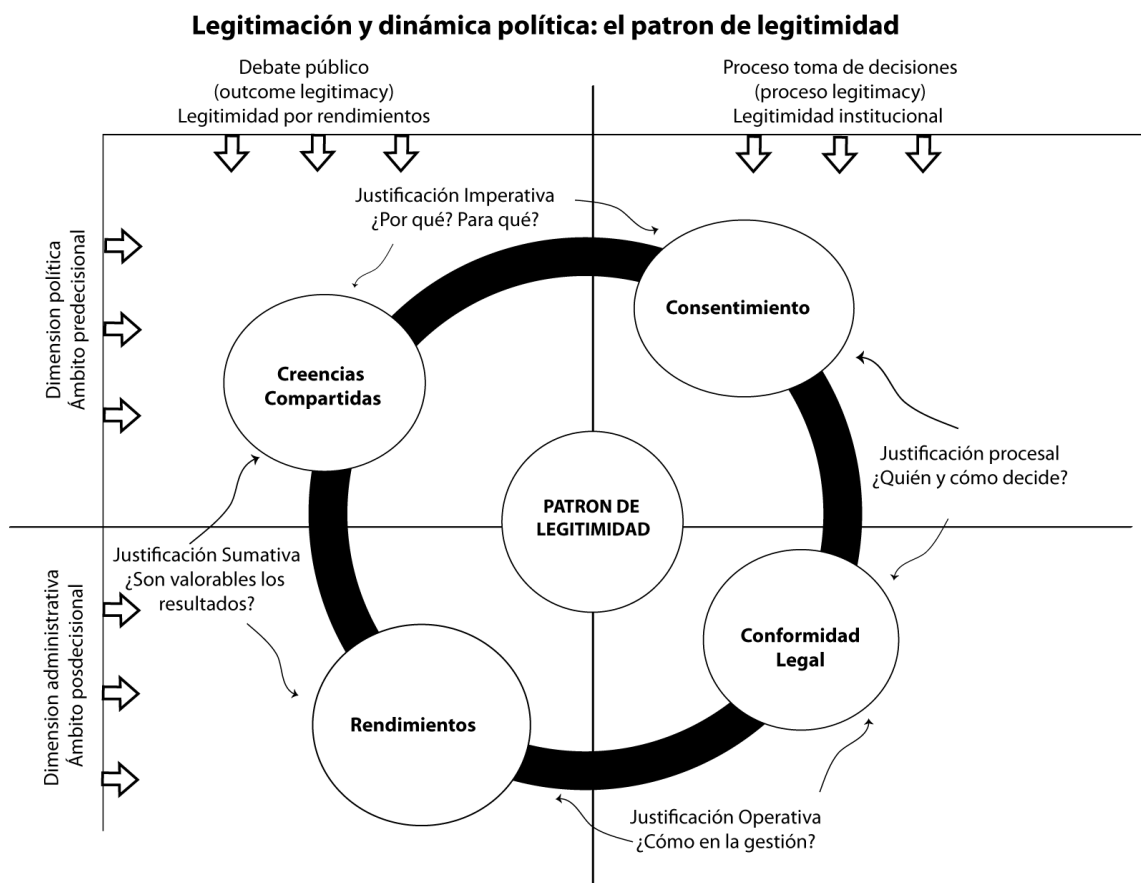 Legitimación y dinámica política: el patron de legitimidad
Debate público
(outcome legitimacy)
Legitimidad por rendimientos
Proceso toma de decisiones
(proceso legitimacy)
Legitimidad institucional
Justificación Imperativa
¿Por qué? Para qué?
Dimension política
Ámbito predecisional
Consentimiento
Creencias
Compartidas
Justificación procesal
¿Quién y cómo decide?
PATRON DE
LEGITIMIDAD
Justificación Sumativa
¿Son valorables los
resultados?
Dimension administrativa
Ámbito posdecisional
Conformidad
Legal
Rendimientos
Justificación Operativa
¿Cómo en la gestión?